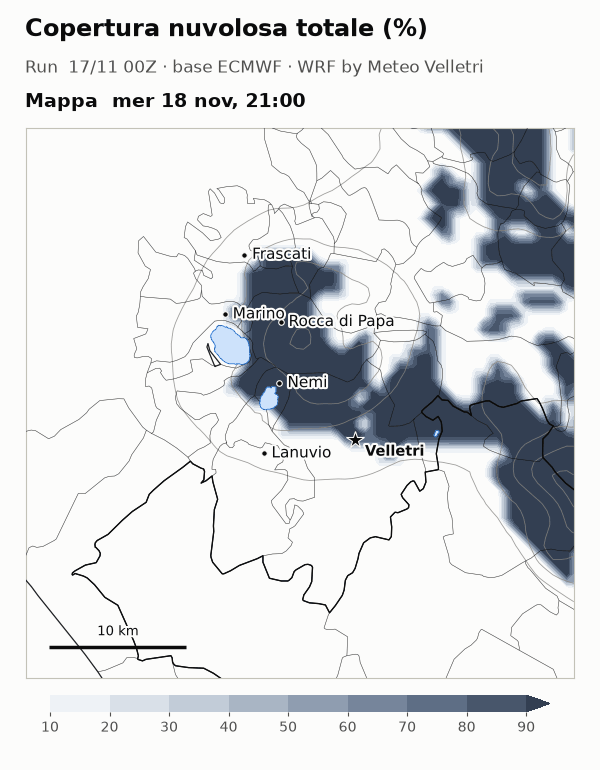 Copertura nuvolosa totale (%)
Run  17/11 00Z · base ECMWF · WRF by Meteo Velletri
Mappa  mer 18 nov, 21:00
Frascati
Marino
Rocca di Papa
Nemi
Velletri
Lanuvio
10 km
10 20 30 40 50 60 70 80 90